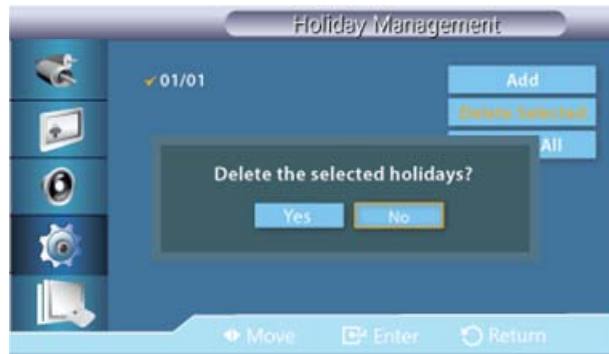 Holiday Management
01/01
Add
Delete Selected
All
Delete the selected holidays?
Yes
No
Move
Enter
Return